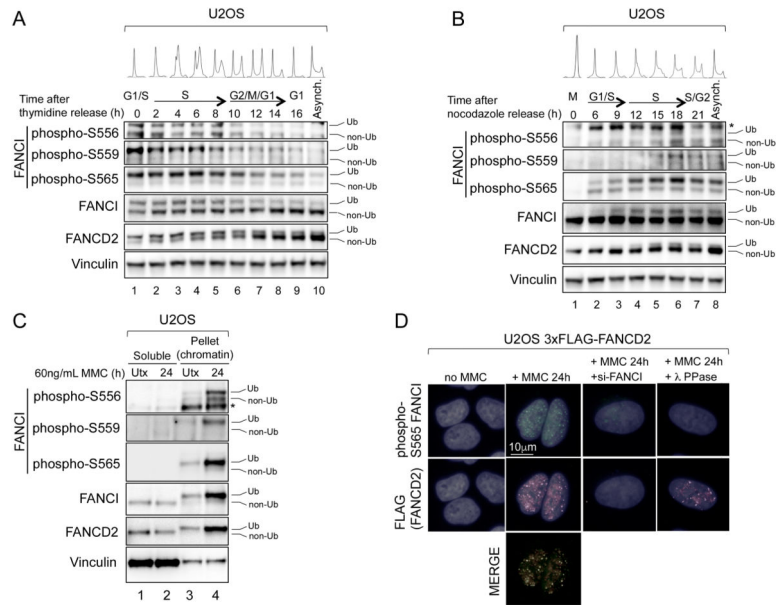 A
U2OS
G1/S
S
G2/M/G1
G1
Asynch.
Time after
thymidine release (h)
0 2 4 6 8 10 12 14 16
FANCI
phospho-S556
Ub
non-Ub
phospho-S559
Ub
non-Ub
phospho-S565
Ub
non-Ub
FANCI
Ub
non-Ub
FANCD2
Ub
non-Ub
Vinculin
1 2 3 4 5 6 7 8 9 10
B
U2OS
M
G1/S
S
S/G2
Asynch.
Time after
nocodazole release (h)
0 6 9 12 15 18 21
FANCI
phospho-S556
*
Ub
non-Ub
phospho-S559
Ub
non-Ub
phospho-S565
Ub
non-Ub
FANCI
Ub
non-Ub
FANCD2
Ub
non-Ub
Vinculin
1 2 3 4 5 6 7 8
C
U2OS
Soluble
Pellet
(chromatin)
60ng/mL MMC (h)
Utx 24 Utx 24
FANCI
phospho-S556
Ub
non-Ub
*
phospho-S559
Ub
non-Ub
phospho-S565
Ub
non-Ub
FANCI
Ub
non-Ub
FANCD2
Ub
non-Ub
Vinculin
1 2 3 4
D
U2OS 3xFLAG-FANCD2
no MMC
+ MMC 24h
+ MMC 24h
+si-FANCI
+ MMC 24h
+ λ PPase
phospho-
S565 FANCI
10µm
FLAG
(FANCD2)
MERGE